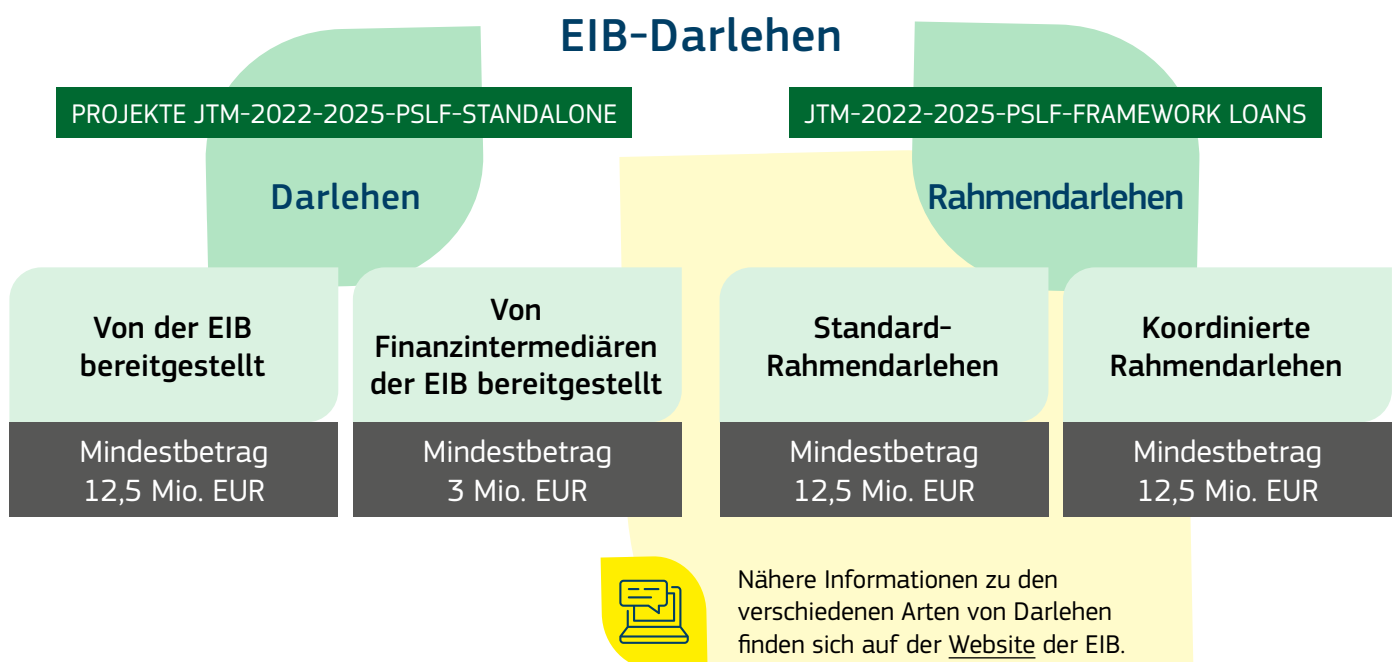 EIB-Darlehen
PROJEKTE JTM-2022-2025-PSLF-STANDALONE
Darlehen
Von der EIB
bereitgestellt
Mindestbetrag
12,5 Mio. EUR
Von
Finanzintermediären
der EIB bereitgestellt
Mindestbetrag
3 Mio. EUR
JTM-2022-2025-PSLF-FRAMEWORK LOANS
Rahmendarlehen
Standard-
Rahmendarlehen
Mindestbetrag
12,5 Mio. EUR
Koordinierte
Rahmendarlehen
Mindestbetrag
12,5 Mio. EUR
Nähere Informationen zu den
verschiedenen Arten von Darlehen
finden sich auf der Website der EIB.